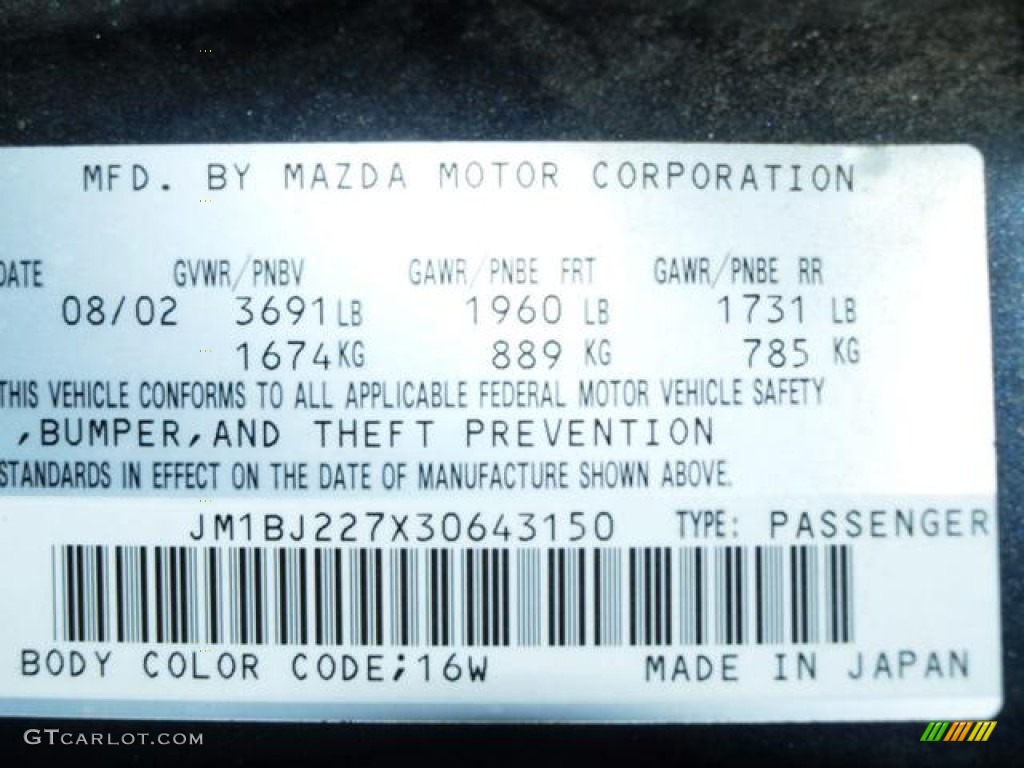 MFD. BY MAZDA MOTOR CORPORATION
DATE GVWR/PNBV GAWR/PNBE FRT GAWR/PNBE RR
08/02 3691 LB 1960 LB 1731 LB
1674 KG 889 KG 785 KG
THIS VEHICLE CONFORMS TO ALL APPLICABLE FEDERAL MOTOR VEHICLE SAFETY
,BUMPER,AND THEFT PREVENTION
STANDARDS IN EFFECT ON THE DATE OF MANUFACTURE SHOWN ABOVE.
JM1BJ227X30643150 TYPE: PASSENGER
BODY COLOR CODE;16W MADE IN JAPAN
GTCARLOT.COM